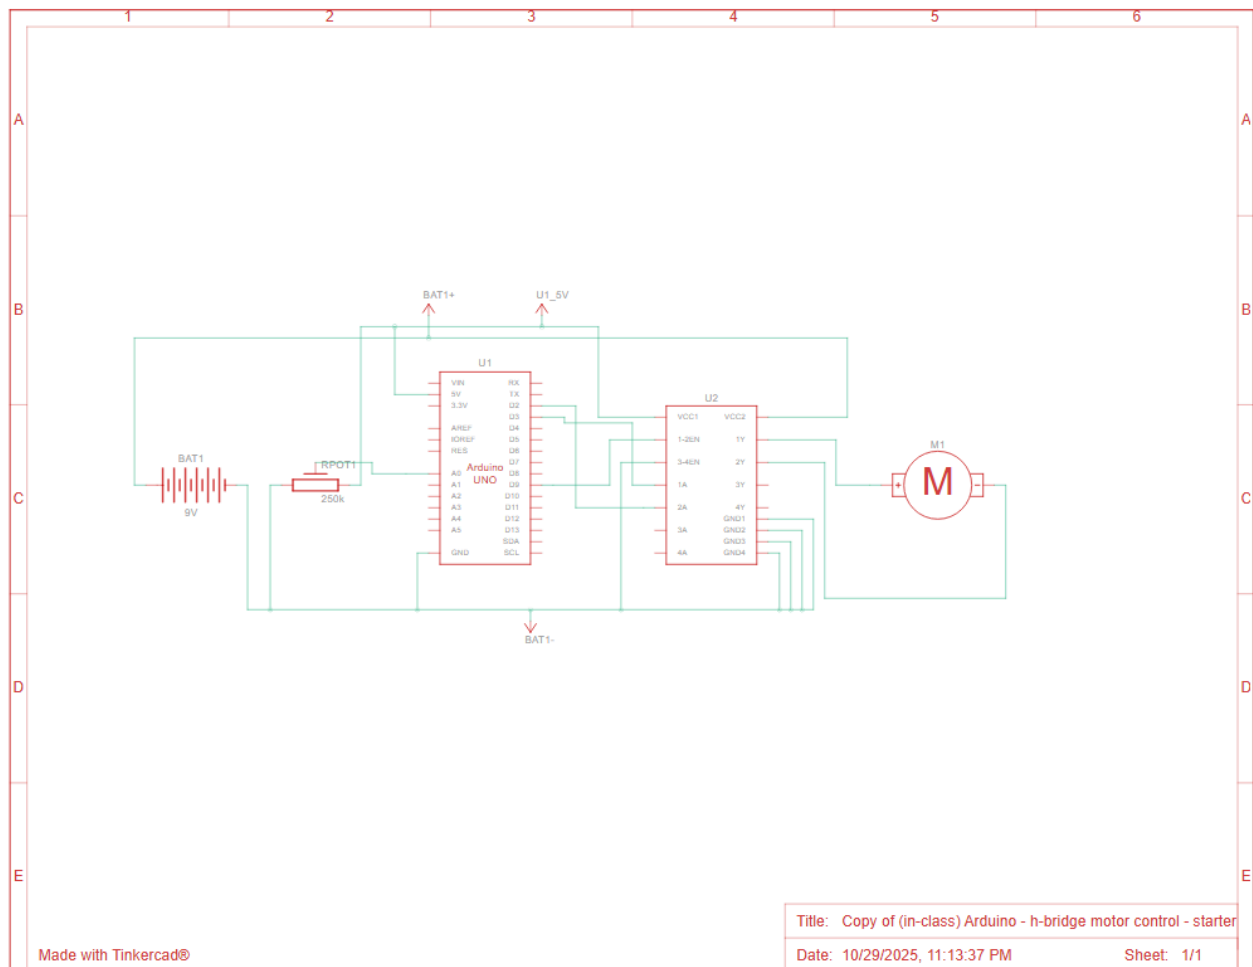 1 2 3 4 5 6
A A
BAT1+ U1_5V
B B
U1
VIN RX
5V TX
3.3V D2
D3
AREF D4
IOREF D5
RES D6
D7
A0 D8
A1 D9
A2 D10
A3 D11
A4 D12
A5 D13
SDA
GND SCL
Arduino
UNO
U2
VCC1 VCC2
1-2EN 1Y
3-4EN 2Y
1A 3Y
2A 4Y
GND1
3A GND2
GND3
4A GND4
M1
+ M -
BAT1
9V
RPOT1
250k
C C
BAT1-
D D
E E
Title: Copy of (in-class) Arduino - h-bridge motor control - starter
Made with Tinkercad® Date: 10/29/2025, 11:13:37 PM Sheet: 1/1